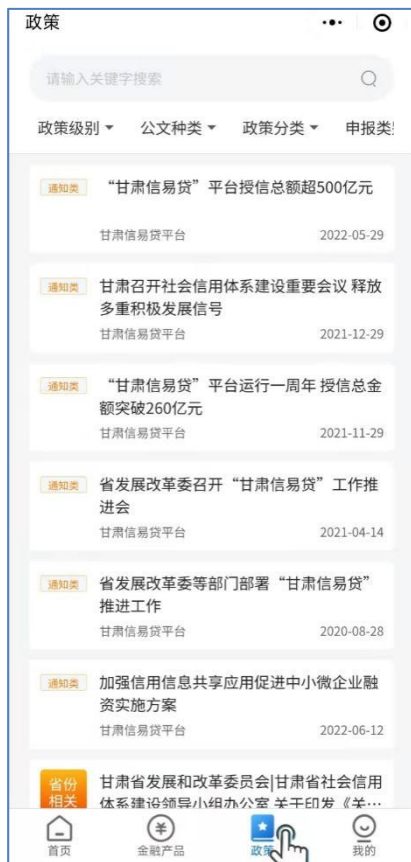 政策
请输入关键字搜索
政策级别 公文种类 政策分类 申报类
通知类 “甘肃信易贷”平台授信总额超500亿元
甘肃信易贷平台 2022-05-29
通知类 甘肃召开社会信用体系建设重要会议 释放
多重积极发展信号
甘肃信易贷平台 2021-12-29
通知类 “甘肃信易贷”平台运行一周年 授信总金
额突破260亿元
甘肃信易贷平台 2021-11-29
通知类 省发展改革委召开“甘肃信易贷”工作推
进会
甘肃信易贷平台 2021-04-14
通知类 省发展改革委等部门部署“甘肃信易贷”
推进工作
甘肃信易贷平台 2020-08-28
通知类 加强信用信息共享应用促进中小微企业融
资实施方案
甘肃信易贷平台 2022-06-12
省份 甘肃省发展和改革委员会|甘肃省社会信用
相关 体系建设领导小组办公室 关于印发《关…
首页 金融产品 政策 我的